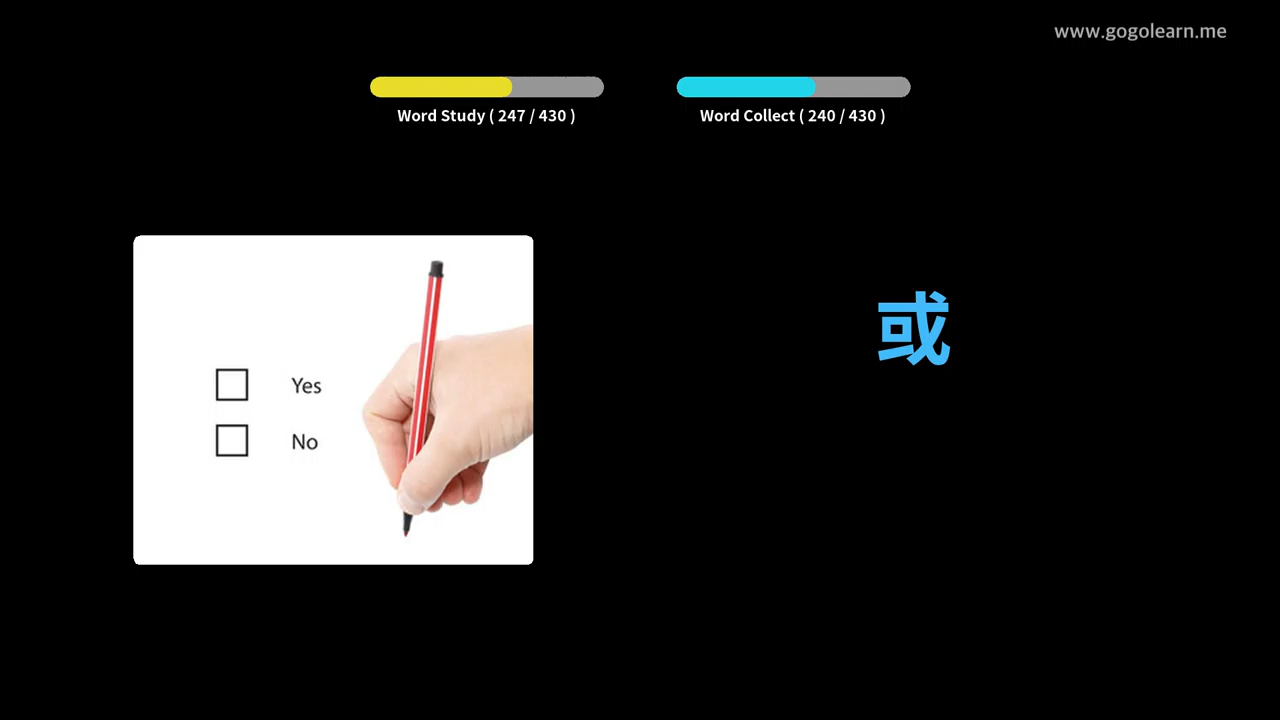 www.gogolearn.me
Word Study ( 247 / 430 )
Word Collect ( 240 / 430 )
或
Yes
No